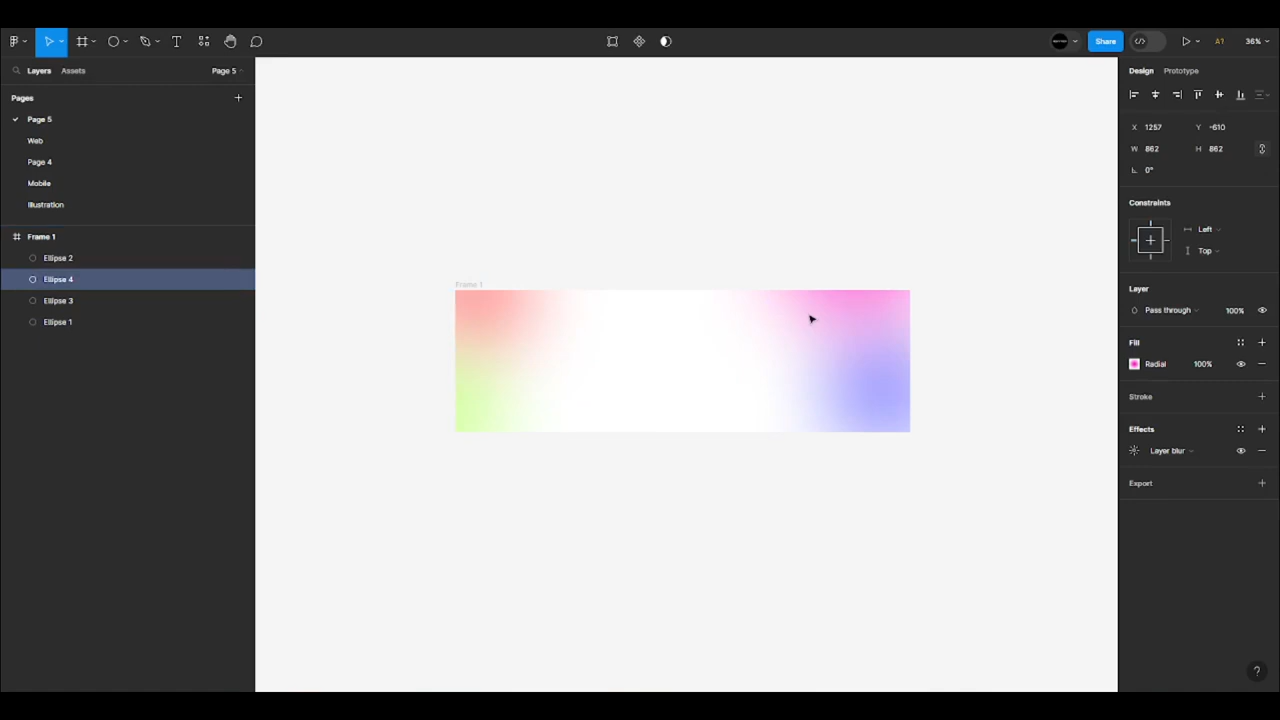 Share
36%
Layers
Assets
Page 5
Design
Prototype
Pages
Page 5
Web
Page 4
Mobile
Illustration
Frame 1
Ellipse 2
Ellipse 4
Ellipse 3
Ellipse 1
Frame 1
X 1257
Y -610
W 862
H 862
0°
Constraints
Left
Top
Layer
Pass through
100%
Fill
Radial
100%
Stroke
Effects
Layer blur
Export
?